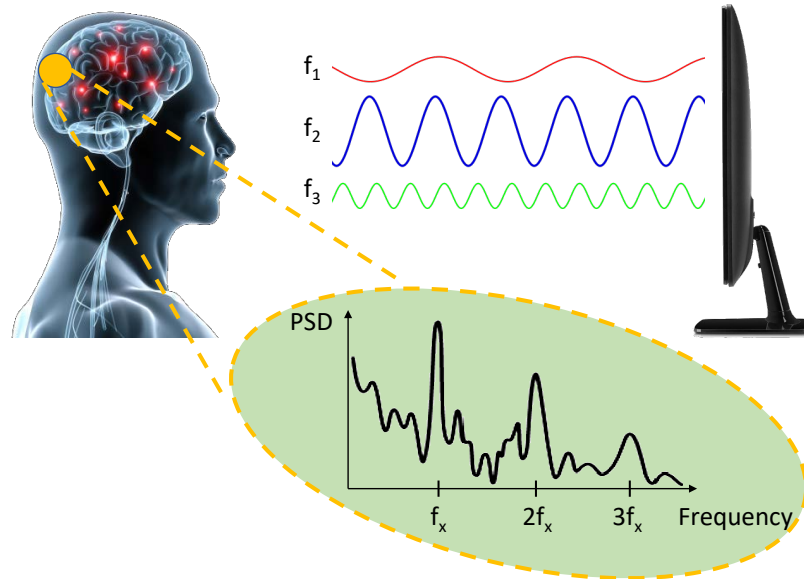 f₁
f₂
f₃
PSD
fₓ 2fₓ 3fₓ Frequency